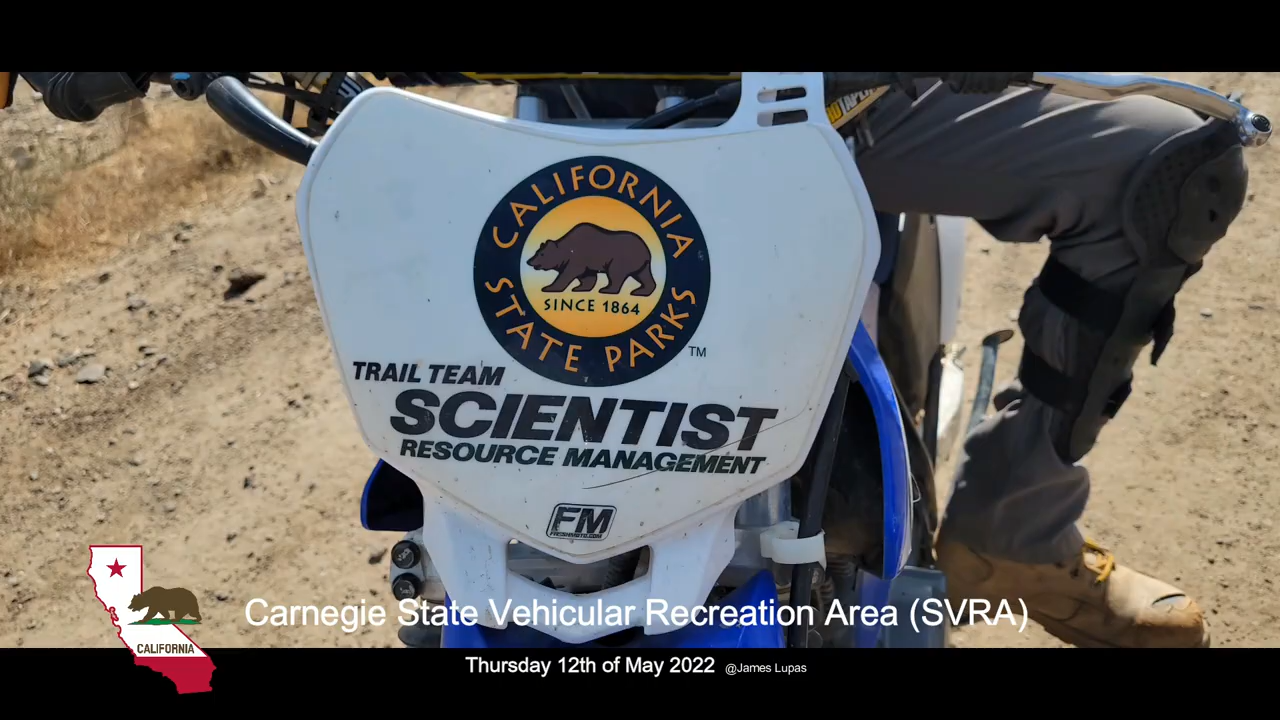 CALIFORNIA
SINCE 1864
STATE PARKS
TM
TRAIL TEAM
SCIENTIST
RESOURCE MANAGEMENT
FM
CALIFORNIA
Carnegie State Vehicular Recreation Area (SVRA)
Thursday 12th of May 2022 @James Lupas